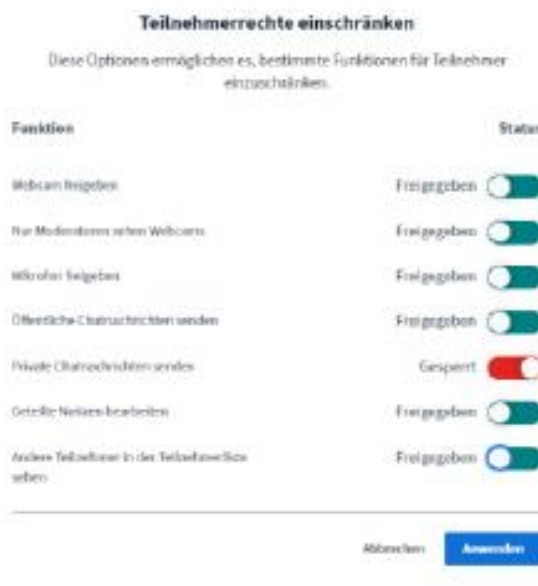 Teilnehmerrechte einschränken
Diese Optionen ermöglichen es, bestimmte Funktionen für Teilnehmer
einzuschränken.
Funktion Status
Webcam freigeben Freigegeben
Nur Moderatoren sehen Webcams Freigegeben
Mikrofon freigeben Freigegeben
Öffentliche Chatnachrichten senden Freigegeben
Private Chatnachrichten senden Gesperrt
Geteilte Notizen bearbeiten Freigegeben
Andere Teilnehmer in der Teilnehmerliste Freigegeben
sehen
Abbrechen Anwenden